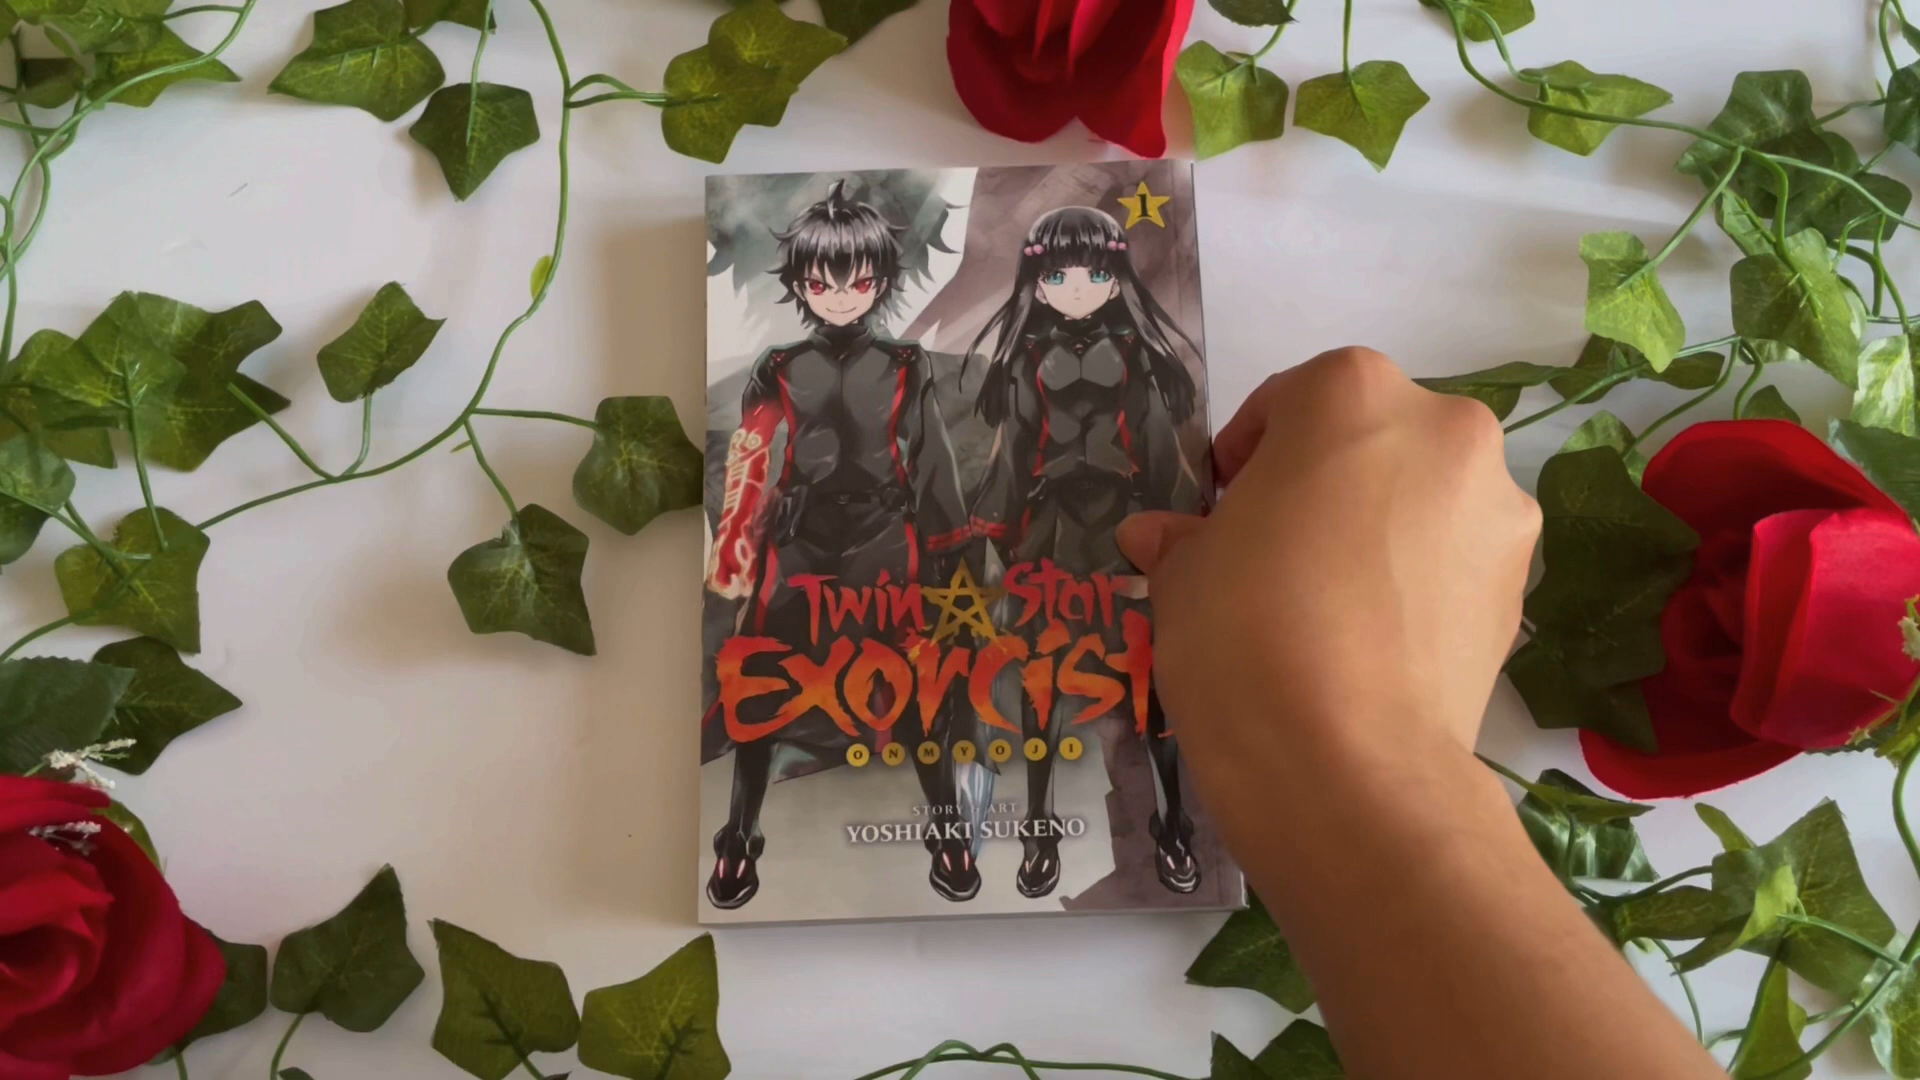 1
Twin Star
Exorcist
ONMYOJI
STORY & ART
YOSHIAKI SUKENO